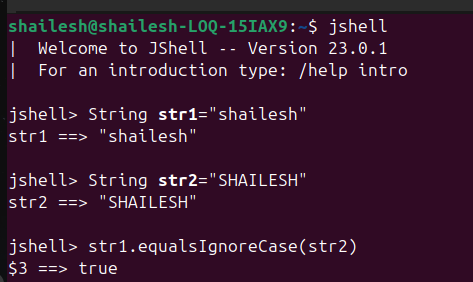 shailesh@shailesh-LOQ-15IAX9:~$ jshell
|  Welcome to JShell -- Version 23.0.1
|  For an introduction type: /help intro
jshell> String str1="shailesh"
str1 ==> "shailesh"
jshell> String str2="SHAILESH"
str2 ==> "SHAILESH"
jshell> str1.equalsIgnoreCase(str2)
$3 ==> true